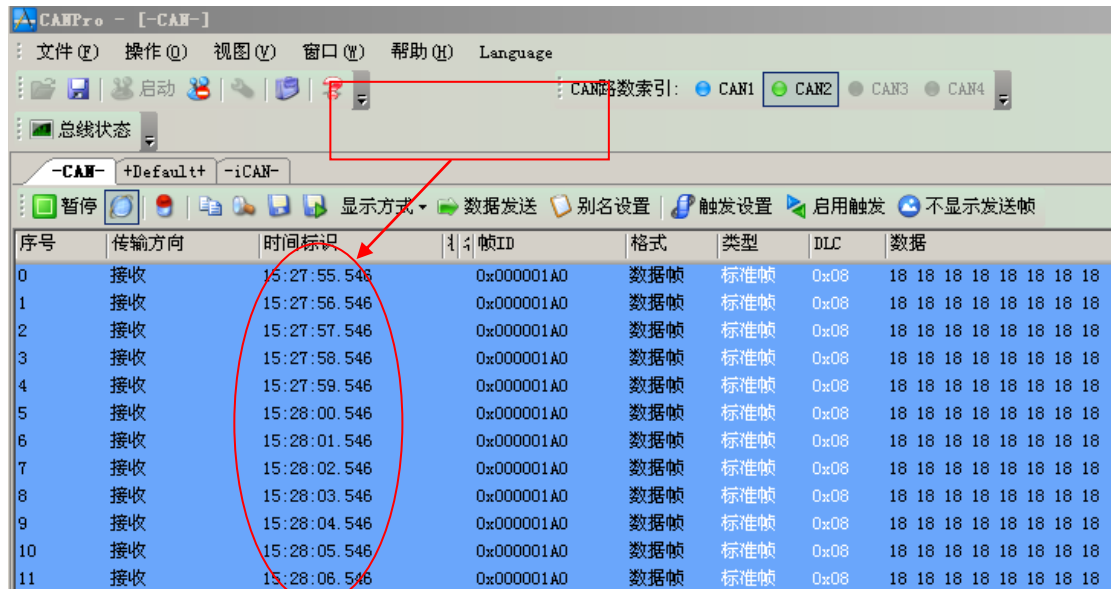 CANPro - [-CAN-]
文件(F) 操作(O) 视图(V) 窗口(W) 帮助(H) Language
启动 CAN路数索引: CAN1 CAN2 CAN3 CAN4
总线状态
-CAN- +Default+ -iCAN-
暂停 显示方式 数据发送 别名设置 触发设置 启用触发 不显示发送帧
序号 传输方向 时间标识 帧ID 格式 类型 DLC 数据
0 接收 15:27:55.546 0x000001A0 数据帧 标准帧 0x08 18 18 18 18 18 18 18 18
1 接收 15:27:56.546 0x000001A0 数据帧 标准帧 0x08 18 18 18 18 18 18 18 18
2 接收 15:27:57.546 0x000001A0 数据帧 标准帧 0x08 18 18 18 18 18 18 18 18
3 接收 15:27:58.546 0x000001A0 数据帧 标准帧 0x08 18 18 18 18 18 18 18 18
4 接收 15:27:59.546 0x000001A0 数据帧 标准帧 0x08 18 18 18 18 18 18 18 18
5 接收 15:28:00.546 0x000001A0 数据帧 标准帧 0x08 18 18 18 18 18 18 18 18
6 接收 15:28:01.546 0x000001A0 数据帧 标准帧 0x08 18 18 18 18 18 18 18 18
7 接收 15:28:02.546 0x000001A0 数据帧 标准帧 0x08 18 18 18 18 18 18 18 18
8 接收 15:28:03.546 0x000001A0 数据帧 标准帧 0x08 18 18 18 18 18 18 18 18
9 接收 15:28:04.546 0x000001A0 数据帧 标准帧 0x08 18 18 18 18 18 18 18 18
10 接收 15:28:05.546 0x000001A0 数据帧 标准帧 0x08 18 18 18 18 18 18 18 18
11 接收 15:28:06.546 0x000001A0 数据帧 标准帧 0x08 18 18 18 18 18 18 18 18